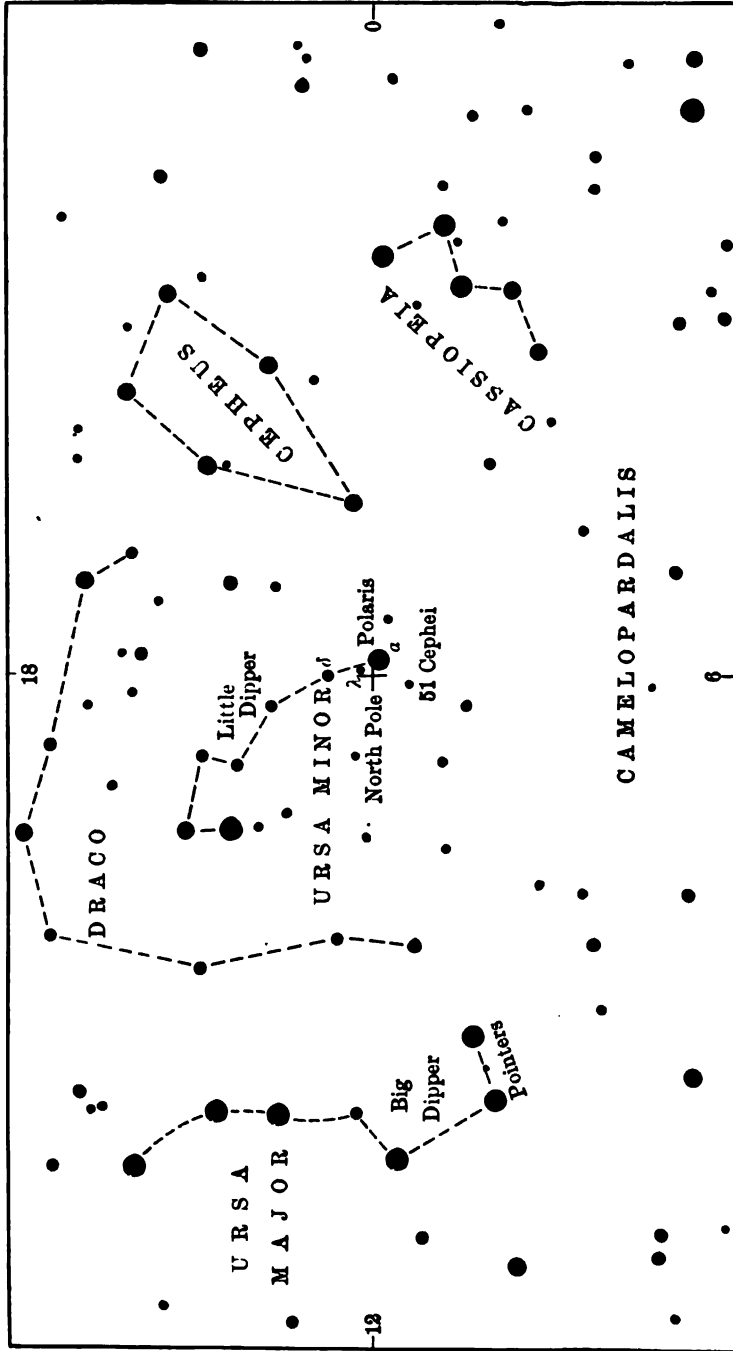 0
18
CEPHEUS
CASSIOPEIA
Little
Dipper
DRACO
URSA MINOR
δ
λ
Polaris
α
North Pole
51 Cephei
CAMELOPARDALIS
6
Big
Dipper
Pointers
URSA
MAJOR
12